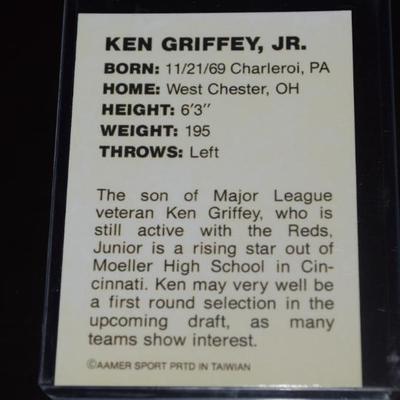 KEN GRIFFEY, JR.
BORN: 11/21/69 Charleroi, PA
HOME: West Chester, OH
HEIGHT: 6'3''
WEIGHT: 195
THROWS: Left
The son of Major League
veteran Ken Griffey, who is
still active with the Reds,
Junior is a rising star out of
Moeller High School in Cin-
cinnati. Ken may very well be
a first round selection in the
upcoming draft, as many
teams show interest.
©AAMER SPORT PRTD IN TAIWIAN